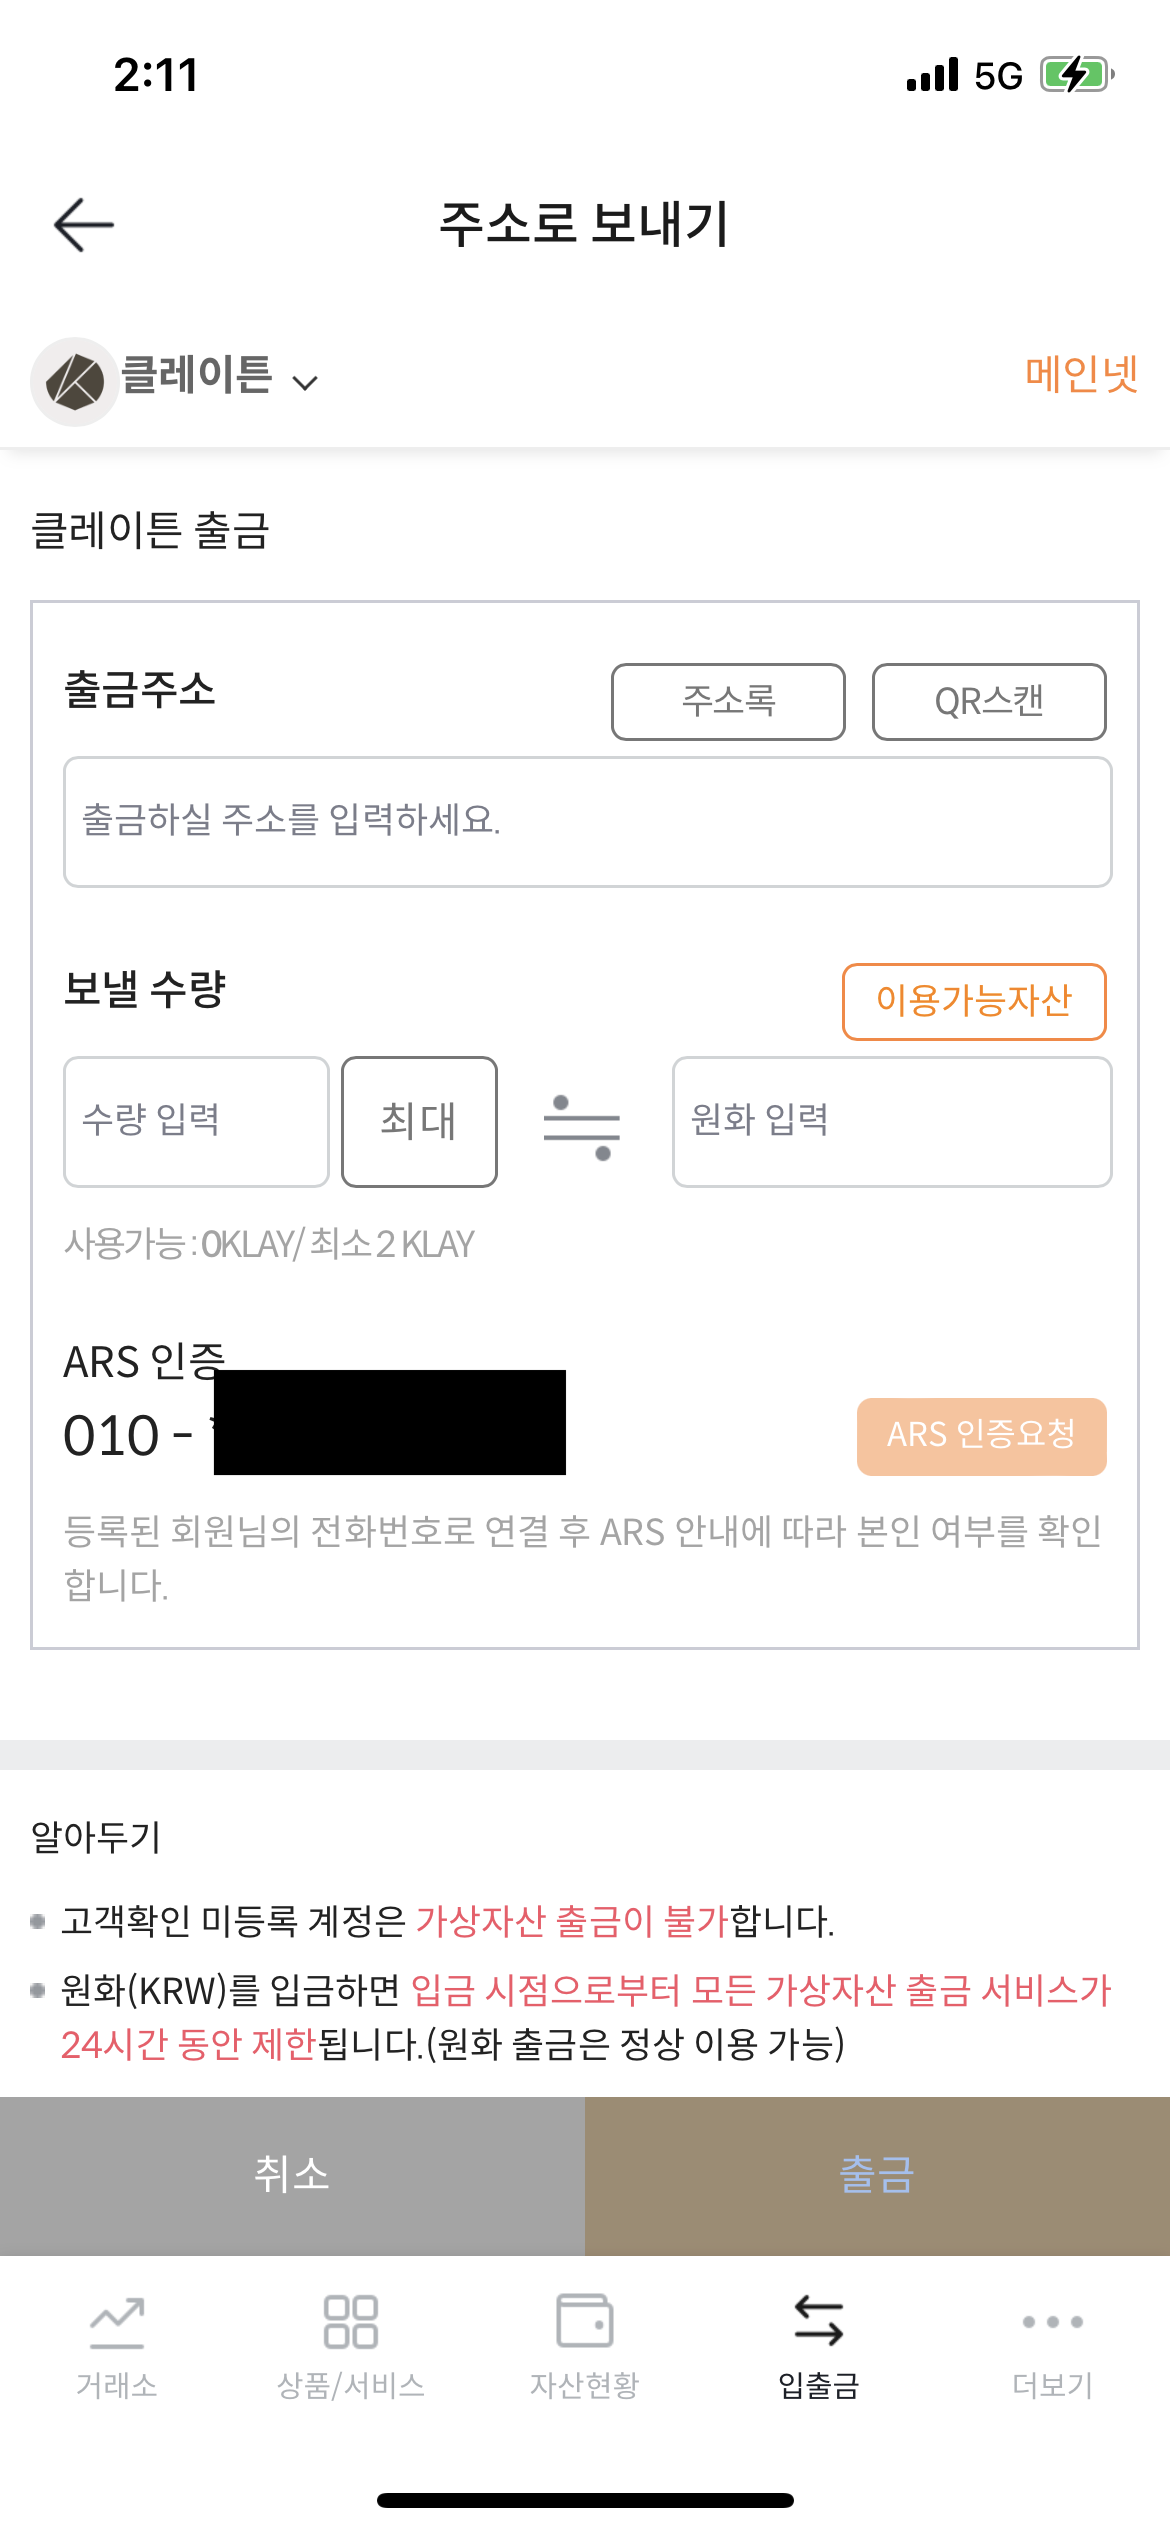 2:11
5G
주소로 보내기
클레이튼
메인넷
클레이튼 출금
출금주소
주소록
QR스캔
출금하실 주소를 입력하세요.
보낼 수량
이용가능자산
수량 입력
최대
원화 입력
사용가능 : 0KLAY/ 최소 2 KLAY
ARS 인증
010 -
ARS 인증요청
등록된 회원님의 전화번호로 연결 후 ARS 안내에 따라 본인 여부를 확인
합니다.
알아두기
고객확인 미등록 계정은 가상자산 출금이 불가합니다.
원화(KRW)를 입금하면 입금 시점으로부터 모든 가상자산 출금 서비스가
24시간 동안 제한됩니다.(원화 출금은 정상 이용 가능)
취소
출금
거래소
상품/서비스
자산현황
입출금
더보기